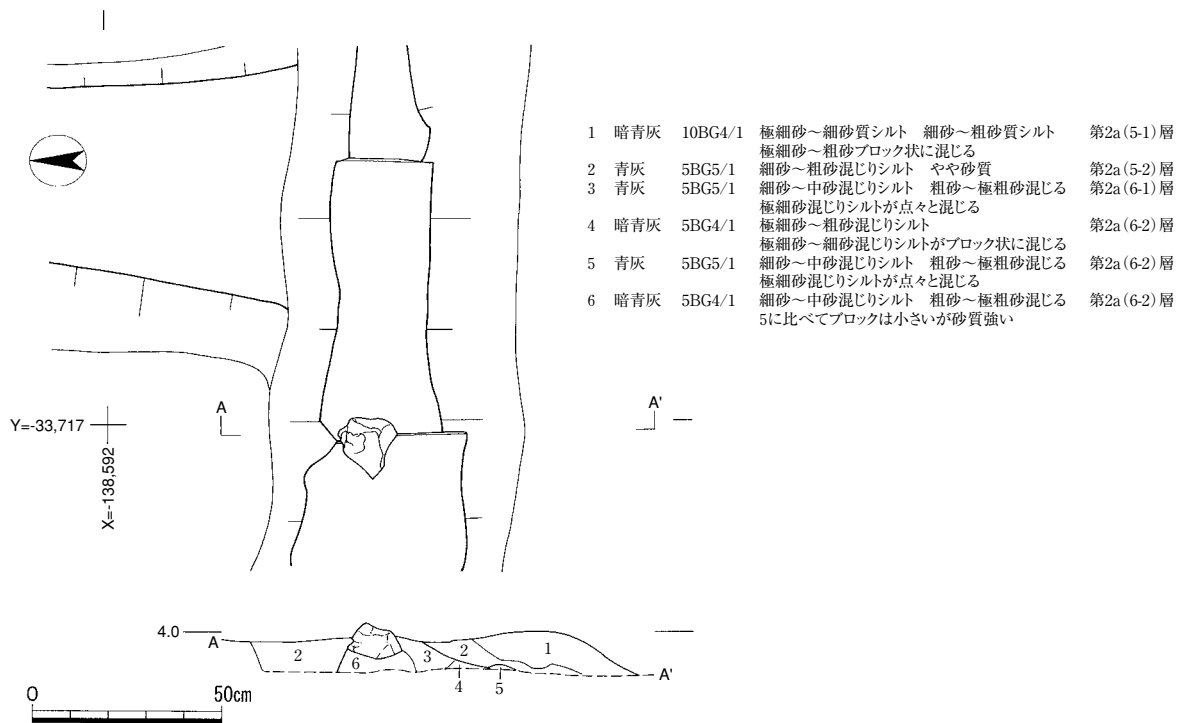 1 暗青灰 10BG4/1 極細砂～細砂質シルト 細砂～粗砂質シルト 第2a(5-1)層
極細砂～粗砂ブロック状に混じる
2 青灰 5BG5/1 細砂～粗砂混じりシルト やや砂質 第2a(5-2)層
3 青灰 5BG5/1 細砂～中砂混じりシルト 粗砂～極粗砂混じる 第2a(6-1)層
極細砂混じりシルトが点々と混じる
4 暗青灰 5BG4/1 極細砂～粗砂混じりシルト 第2a(6-2)層
極細砂～細砂混じりシルトがブロック状に混じる
5 青灰 5BG5/1 細砂～中砂混じりシルト 粗砂～極粗砂混じる 第2a(6-2)層
極細砂混じりシルトが点々と混じる
6 暗青灰 5BG4/1 細砂～中砂混じりシルト 粗砂～極粗砂混じる 第2a(6-2)層
5に比べてブロックは小さいが砂質強い
A A'
Y=-33,717
X=-138,592
4.0
A 2 6 3 2 1
4 5 A'
0 50cm